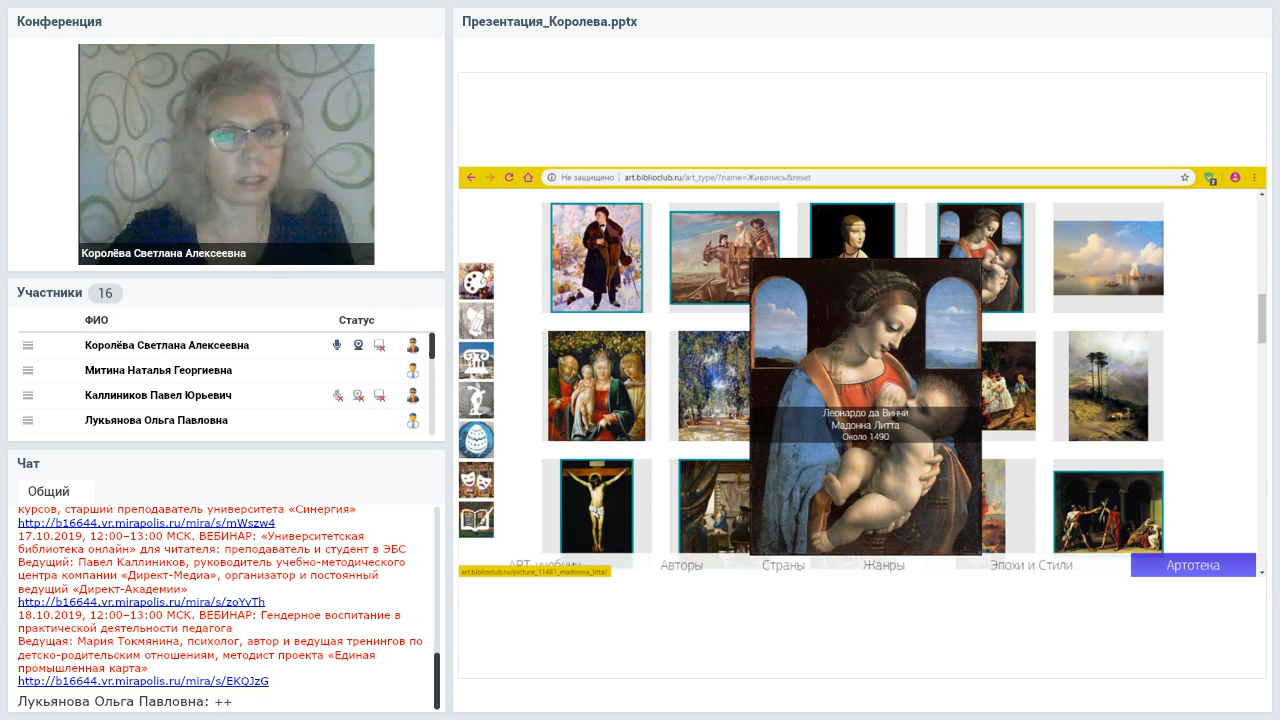 Конференция
Королёва Светлана Алексеевна
Участники 16
ФИО Статус
Королёва Светлана Алексеевна
Митина Наталья Георгиевна
Каллиников Павел Юрьевич
Лукьянова Ольга Павловна
Чат
Общий
курсов, старший преподаватель университета «Синергия»
http://b16644.vr.mirapolis.ru/mira/s/mWszw4
17.10.2019, 12:00–13:00 МСК. ВЕБИНАР: «Университетская
библиотека онлайн» для читателя: преподаватель и студент в ЭБС
Ведущий: Павел Каллиников, руководитель учебно-методического
центра компании «Директ-Медиа», организатор и постоянный
ведущий «Директ-Академии»
http://b16644.vr.mirapolis.ru/mira/s/zoYvTh
18.10.2019, 12:00–13:00 МСК. ВЕБИНАР: Гендерное воспитание в
практической деятельности педагога
Ведущая: Мария Токмянина, психолог, автор и ведущая тренингов по
детско-родительским отношениям, методист проекта «Единая
промышленная карта»
http://b16644.vr.mirapolis.ru/mira/s/EKQJzG
Лукьянова Ольга Павловна: ++
Презентация_Королева.pptx
Не защищено art.biblioclub.ru/art_type/?name=Живопись&reset
7
Леонардо да Винчи
Мадонна Литта
Около 1490
Авторы Страны Жанры Эпохи и Стили Артотека
art.biblioclub.ru/picture_11481_madonna_litta/